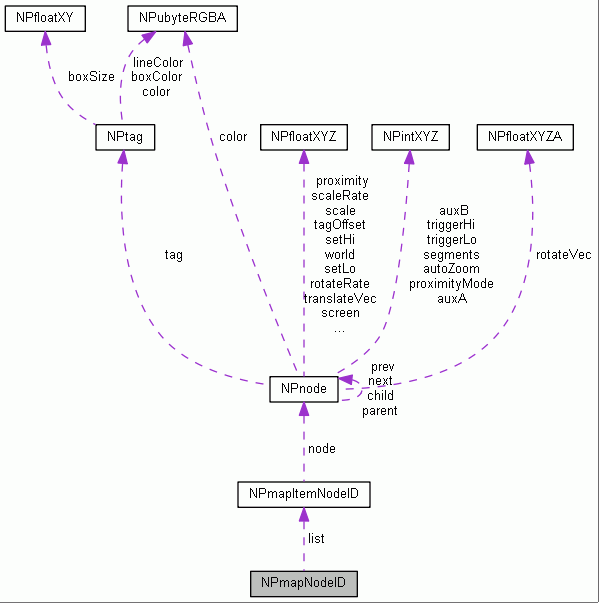 NPfloatXY
NPubyteRGBA
boxSize
lineColor
boxColor
color
NPtag
color
NPfloatXYZ
NPintXYZ
NPfloatXYZA
tag
proximity
scaleRate
scale
tagOffset
setHi
world
setLo
rotateRate
translateVec
screen
...
auxB
triggerHi
triggerLo
segments
autoZoom
proximityMode
auxA
rotateVec
NPnode
prev
next
child
parent
node
NPmapItemNodeID
list
NPmapNodeID